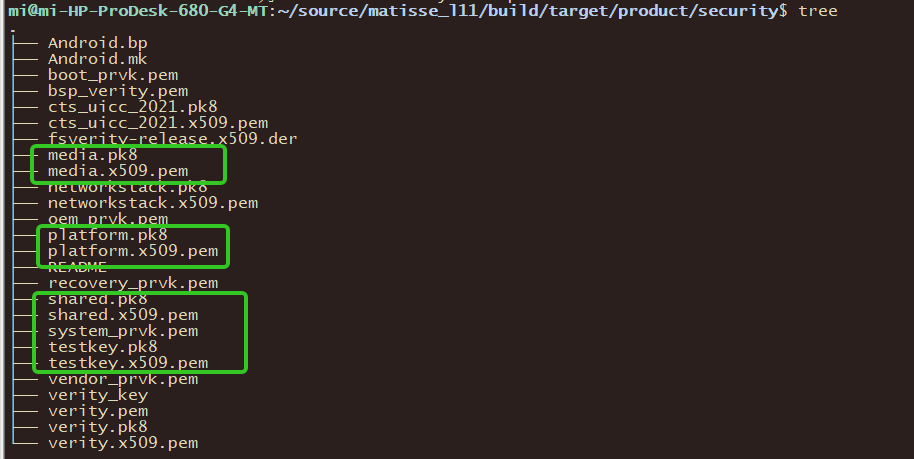 mi@mi-HP-ProDesk-680-G4-MT:~/source/matisse_l11/build/target/product/security$ tree
.
├── Android.bp
├── Android.mk
├── boot_prvk.pem
├── bsp_verity.pem
├── cts_uicc_2021.pk8
├── cts_uicc_2021.x509.pem
├── fsverity-release.x509.der
├── media.pk8
├── media.x509.pem
├── networkstack.pk8
├── networkstack.x509.pem
├── oem_prvk.pem
├── platform.pk8
├── platform.x509.pem
├── README
├── recovery_prvk.pem
├── shared.pk8
├── shared.x509.pem
├── system_prvk.pem
├── testkey.pk8
├── testkey.x509.pem
├── vendor_prvk.pem
├── verity_key
├── verity.pem
├── verity.pk8
└── verity.x509.pem